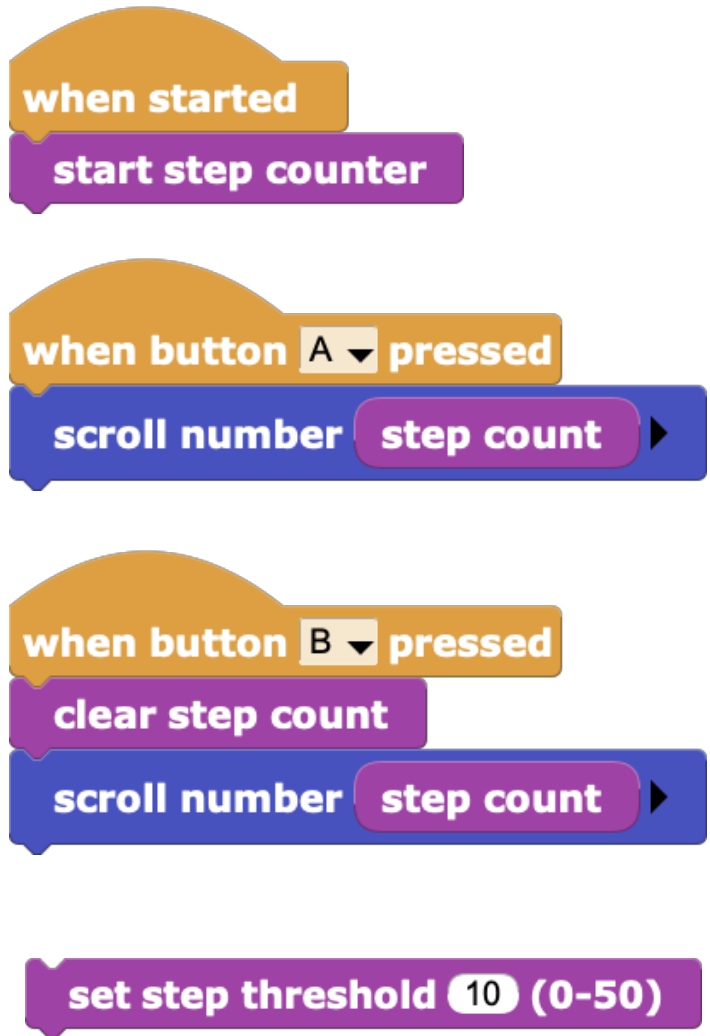 when started
start step counter
when button A pressed
scroll number step count
when button B pressed
clear step count
scroll number step count
set step threshold 10 (0-50)